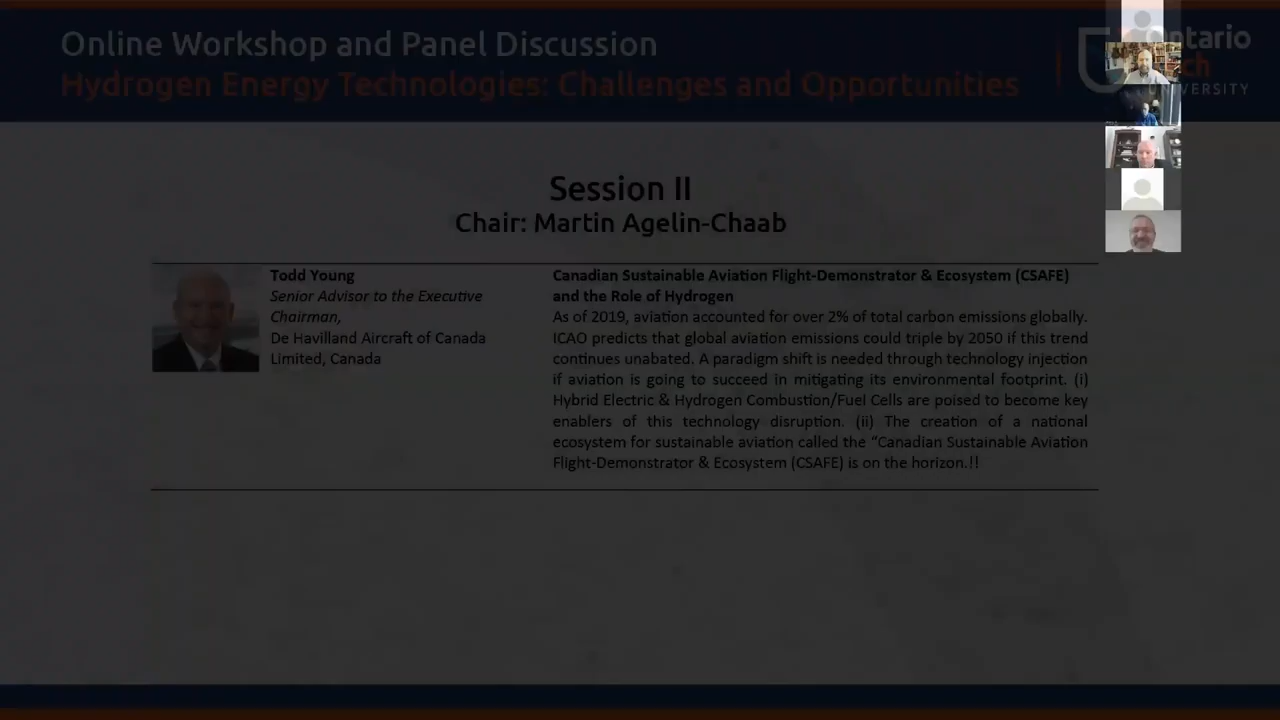 Online Workshop and Panel Discussion
Hydrogen Energy Technologies: Challenges and Opportunities
UNIVERSITY
Session II
Chair: Martin Agelin-Chaab
Todd Young
Senior Advisor to the Executive
Chairman,
De Havilland Aircraft of Canada
Limited, Canada
Canadian Sustainable Aviation Flight-Demonstrator & Ecosystem (CSAFE)
and the Role of Hydrogen
As of 2019, aviation accounted for over 2% of total carbon emissions globally.
ICAO predicts that global aviation emissions could triple by 2050 if this trend
continues unabated. A paradigm shift is needed through technology injection
if aviation is going to succeed in mitigating its environmental footprint. (i)
Hybrid Electric & Hydrogen Combustion/Fuel Cells are poised to become key
enablers of this technology disruption. (ii) The creation of a national
ecosystem for sustainable aviation called the “Canadian Sustainable Aviation
Flight-Demonstrator & Ecosystem (CSAFE) is on the horizon.!!